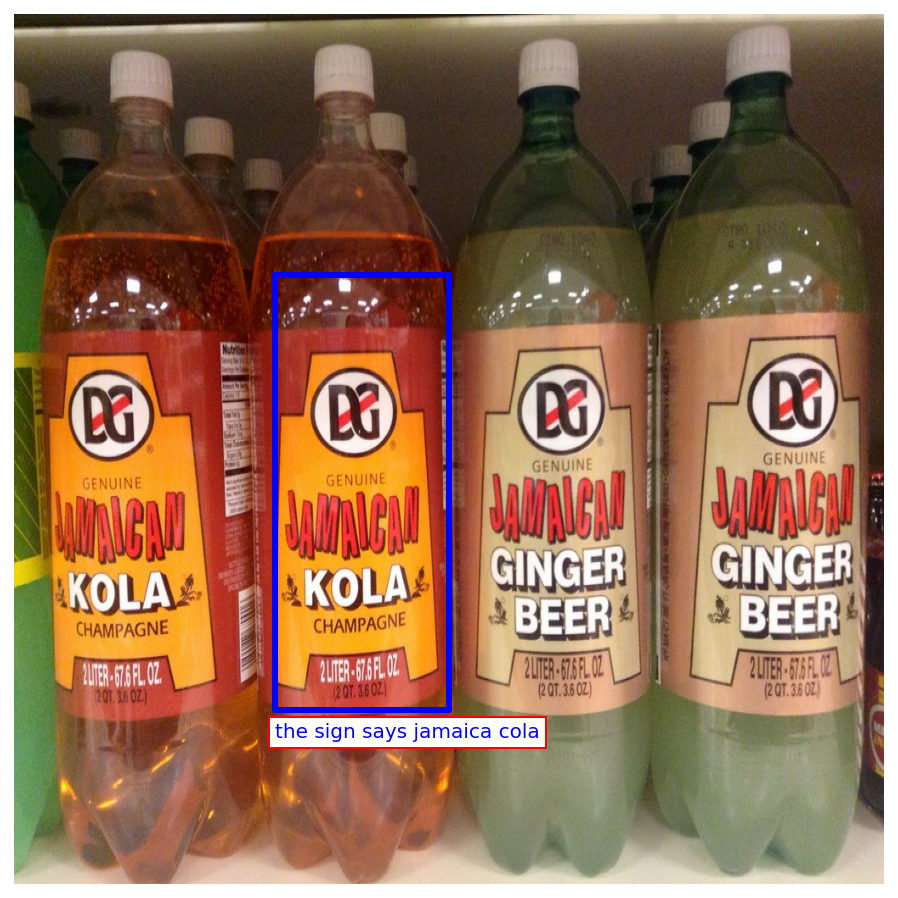 DG
GENUINE
JAMAICAN
KOLA
CHAMPAGNE
2 LITER - 67.6 FL. OZ.
(2 QT. 3.6 OZ.)
Nutrition
DG
GENUINE
JAMAICAN
KOLA
CHAMPAGNE
2 LITER - 67.6 FL. OZ.
(2 QT. 3.6 OZ.)
the sign says jamaica cola
DG
GENUINE
JAMAICAN
GINGER
BEER
2 LITER - 67.6 FL. OZ.
(2 QT. 3.6 OZ.)
DG
GENUINE
JAMAICAN
GINGER
BEER
2 LITER - 67.6 FL. OZ.
(2 QT. 3.6 OZ.)